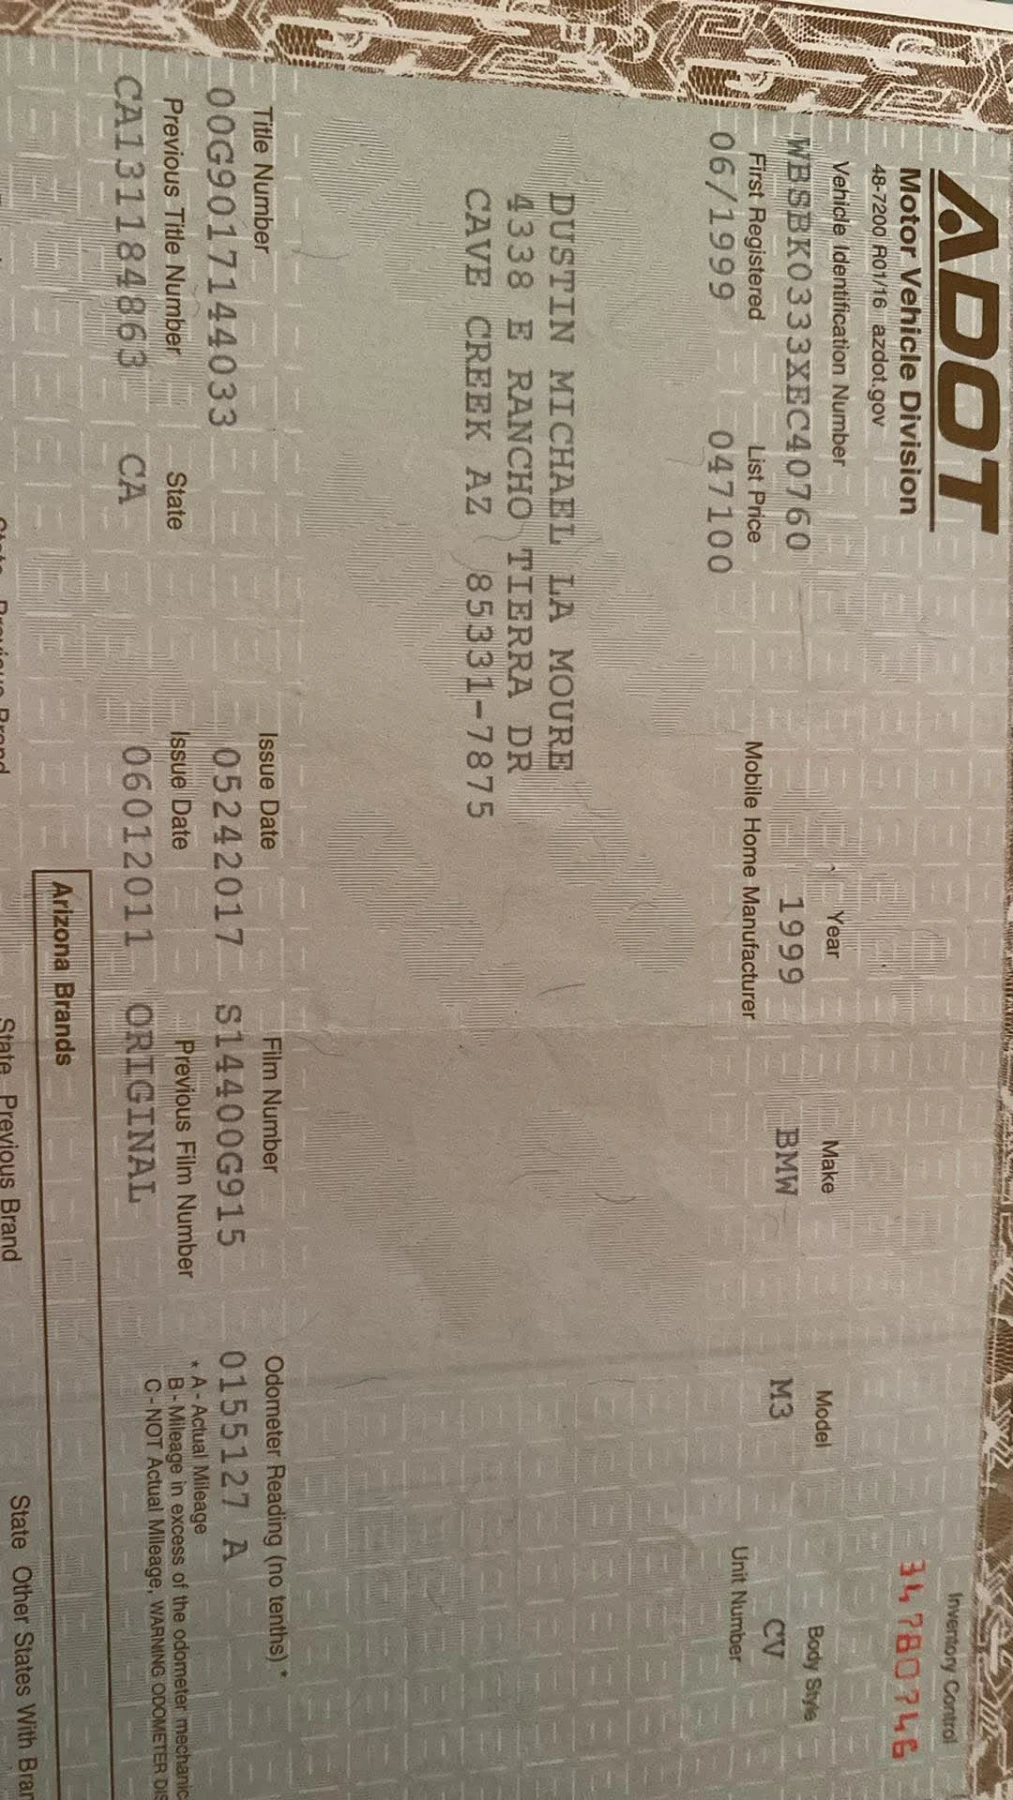 ADOT
Motor Vehicle Division
48-7200 R01/16 azdot.gov
Inventory Control
34780746
Vehicle Identification Number Year Make Model Body Style
WBSBK0333XEC40760 1999 BMW M3 CV
First Registered List Price Mobile Home Manufacturer Unit Number
06/1999 047100
DUSTIN MICHAEL LA MOURE
4338 E RANCHO TIERRA DR
CAVE CREEK AZ 85331-7875
Title Number Issue Date Film Number Odometer Reading (no tenths) *
00G9017144033 05242017 S14400G915 0155127 A
Previous Title Number State Issue Date Previous Film Number
CA131184863 CA 06012011 ORIGINAL
* A - Actual Mileage
B - Mileage in excess of the odometer mechanic
C - NOT Actual Mileage, WARNING ODOMETER DIS
Arizona Brands
State Previous Brand State Previous Brand State Other States With Bran